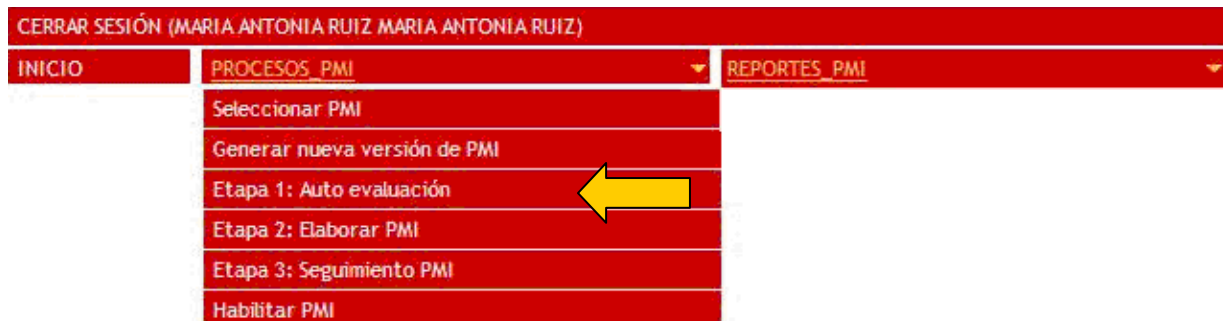 CERRAR SESIÓN (MARIA ANTONIA RUIZ MARIA ANTONIA RUIZ)
INICIO PROCESOS_PMI REPORTES_PMI
Seleccionar PMI
Generar nueva versión de PMI
Etapa 1: Auto evaluación
Etapa 2: Elaborar PMI
Etapa 3: Seguimiento PMI
Habilitar PMI